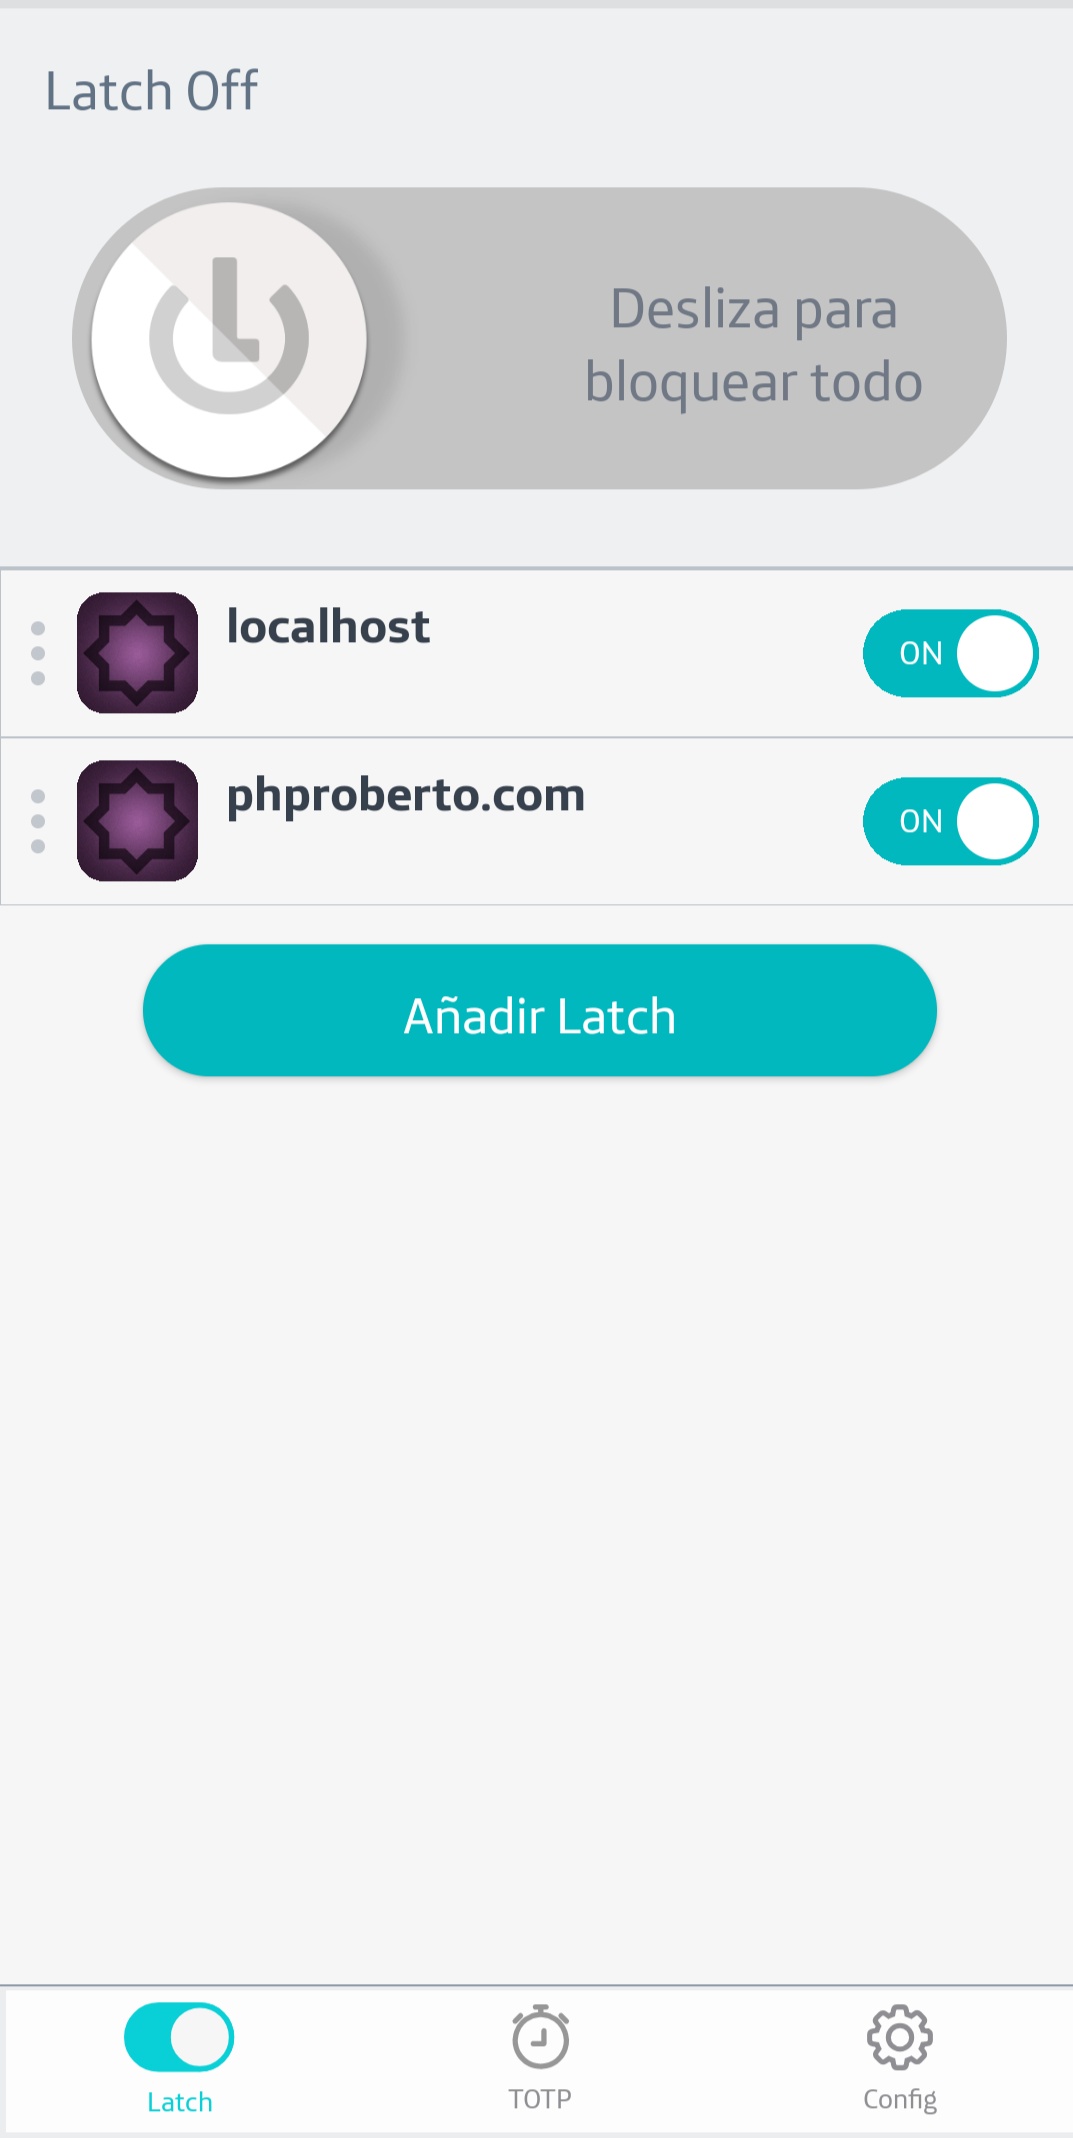 Latch Off
Desliza para
bloquear todo
localhost
ON
phproberto.com
ON
Añadir Latch
Latch
TOTP
Config